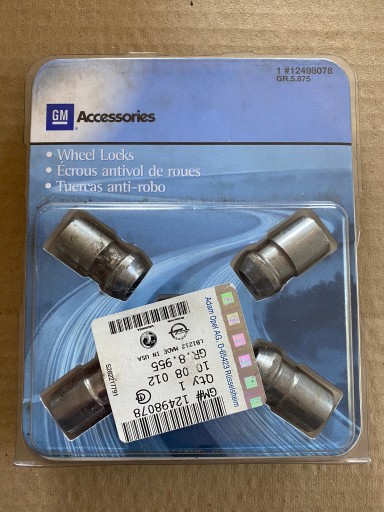 1 #12498078
GR.5.875
GM
Accessories
• Wheel Locks
• Écrous antivol de roues
• Tuercas anti-robo
Adam Opel AG, D-65423 Rüsselsheim
GM# 12498078
Qty 1
10 08 012
GR.8.955
LB1212 MADE IN USA